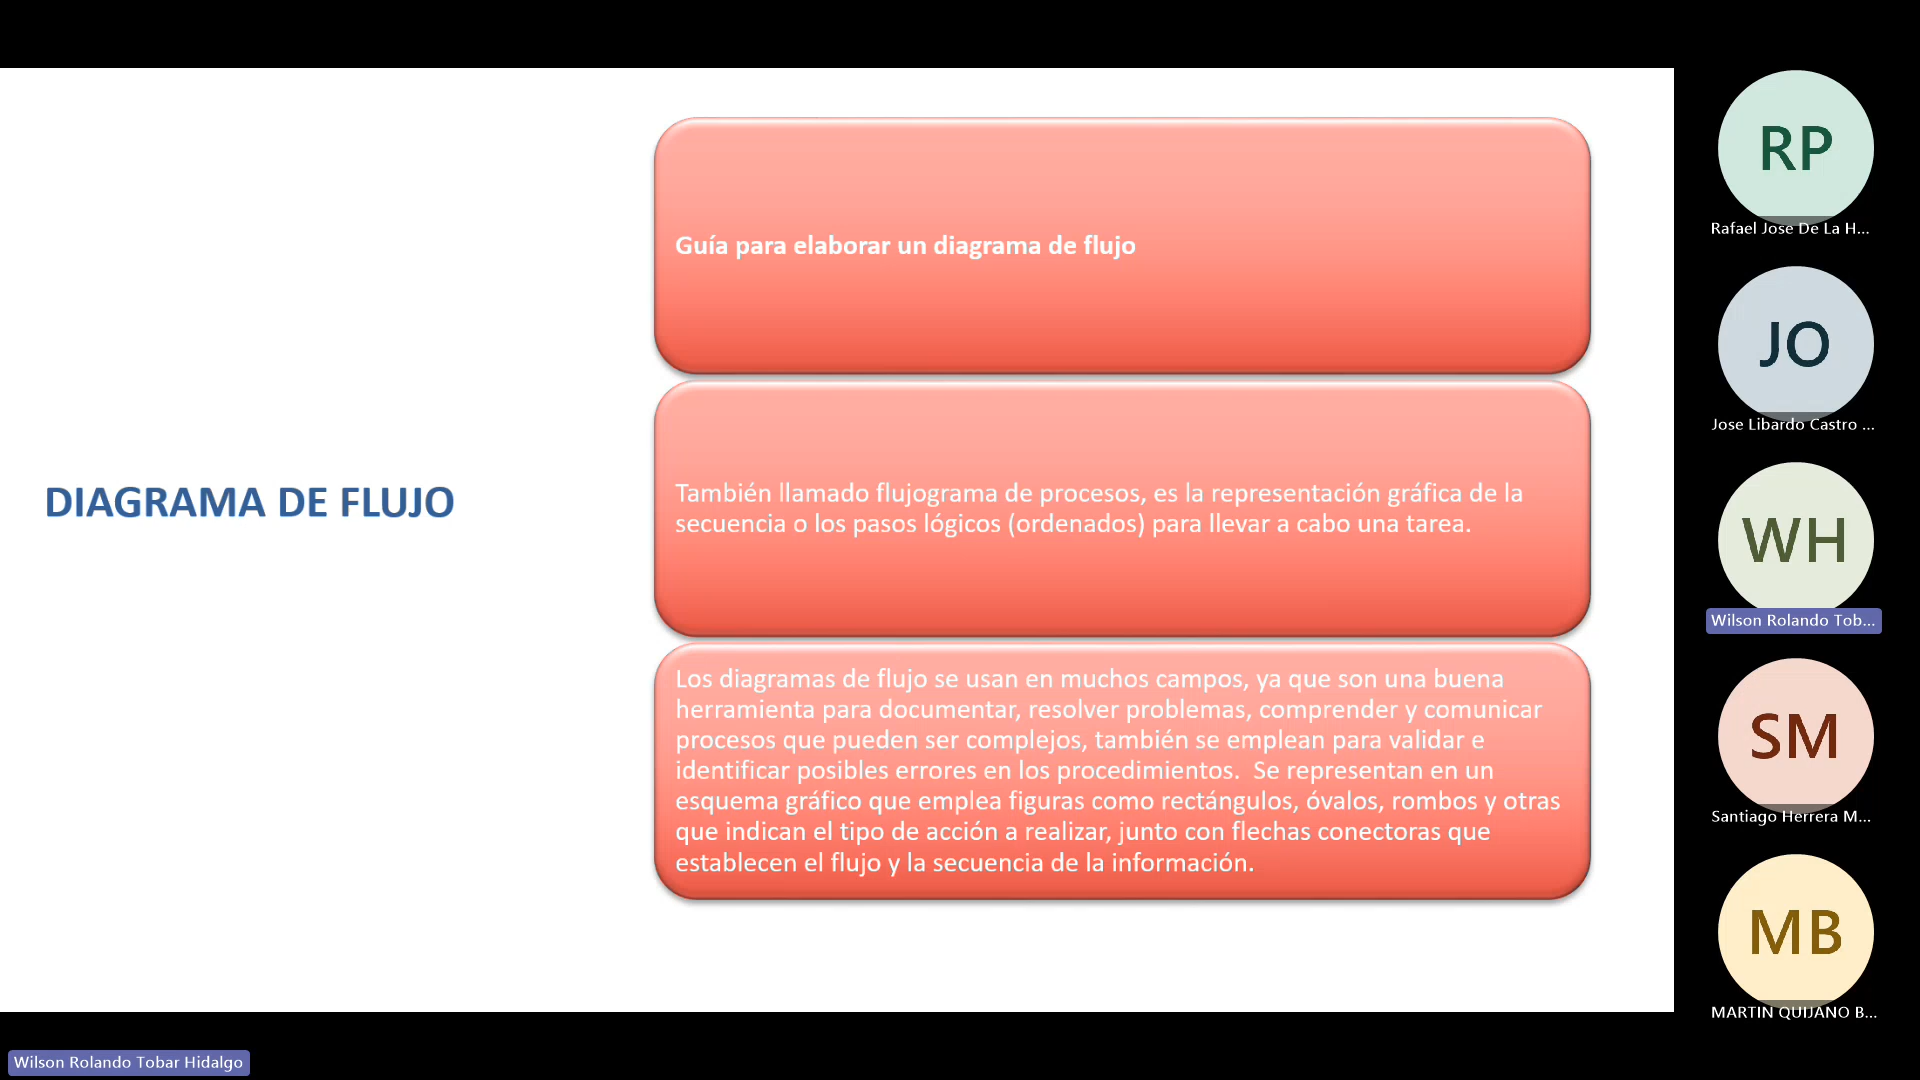 DIAGRAMA DE FLUJO
Guía para elaborar un diagrama de flujo
También llamado flujograma de procesos, es la representación gráfica de la
secuencia o los pasos lógicos (ordenados) para llevar a cabo una tarea.
Los diagramas de flujo se usan en muchos campos, ya que son una buena
herramienta para documentar, resolver problemas, comprender y comunicar
procesos que pueden ser complejos, también se emplean para validar e
identificar posibles errores en los procedimientos.  Se representan en un
esquema gráfico que emplea figuras como rectángulos, óvalos, rombos y otras
que indican el tipo de acción a realizar, junto con flechas conectoras que
establecen el flujo y la secuencia de la información.
RP
Rafael Jose De La H...
JO
Jose Libardo Castro ...
WH
Wilson Rolando Tob...
SM
Santiago Herrera M...
MB
MARTIN QUIJANO B...
Wilson Rolando Tobar Hidalgo